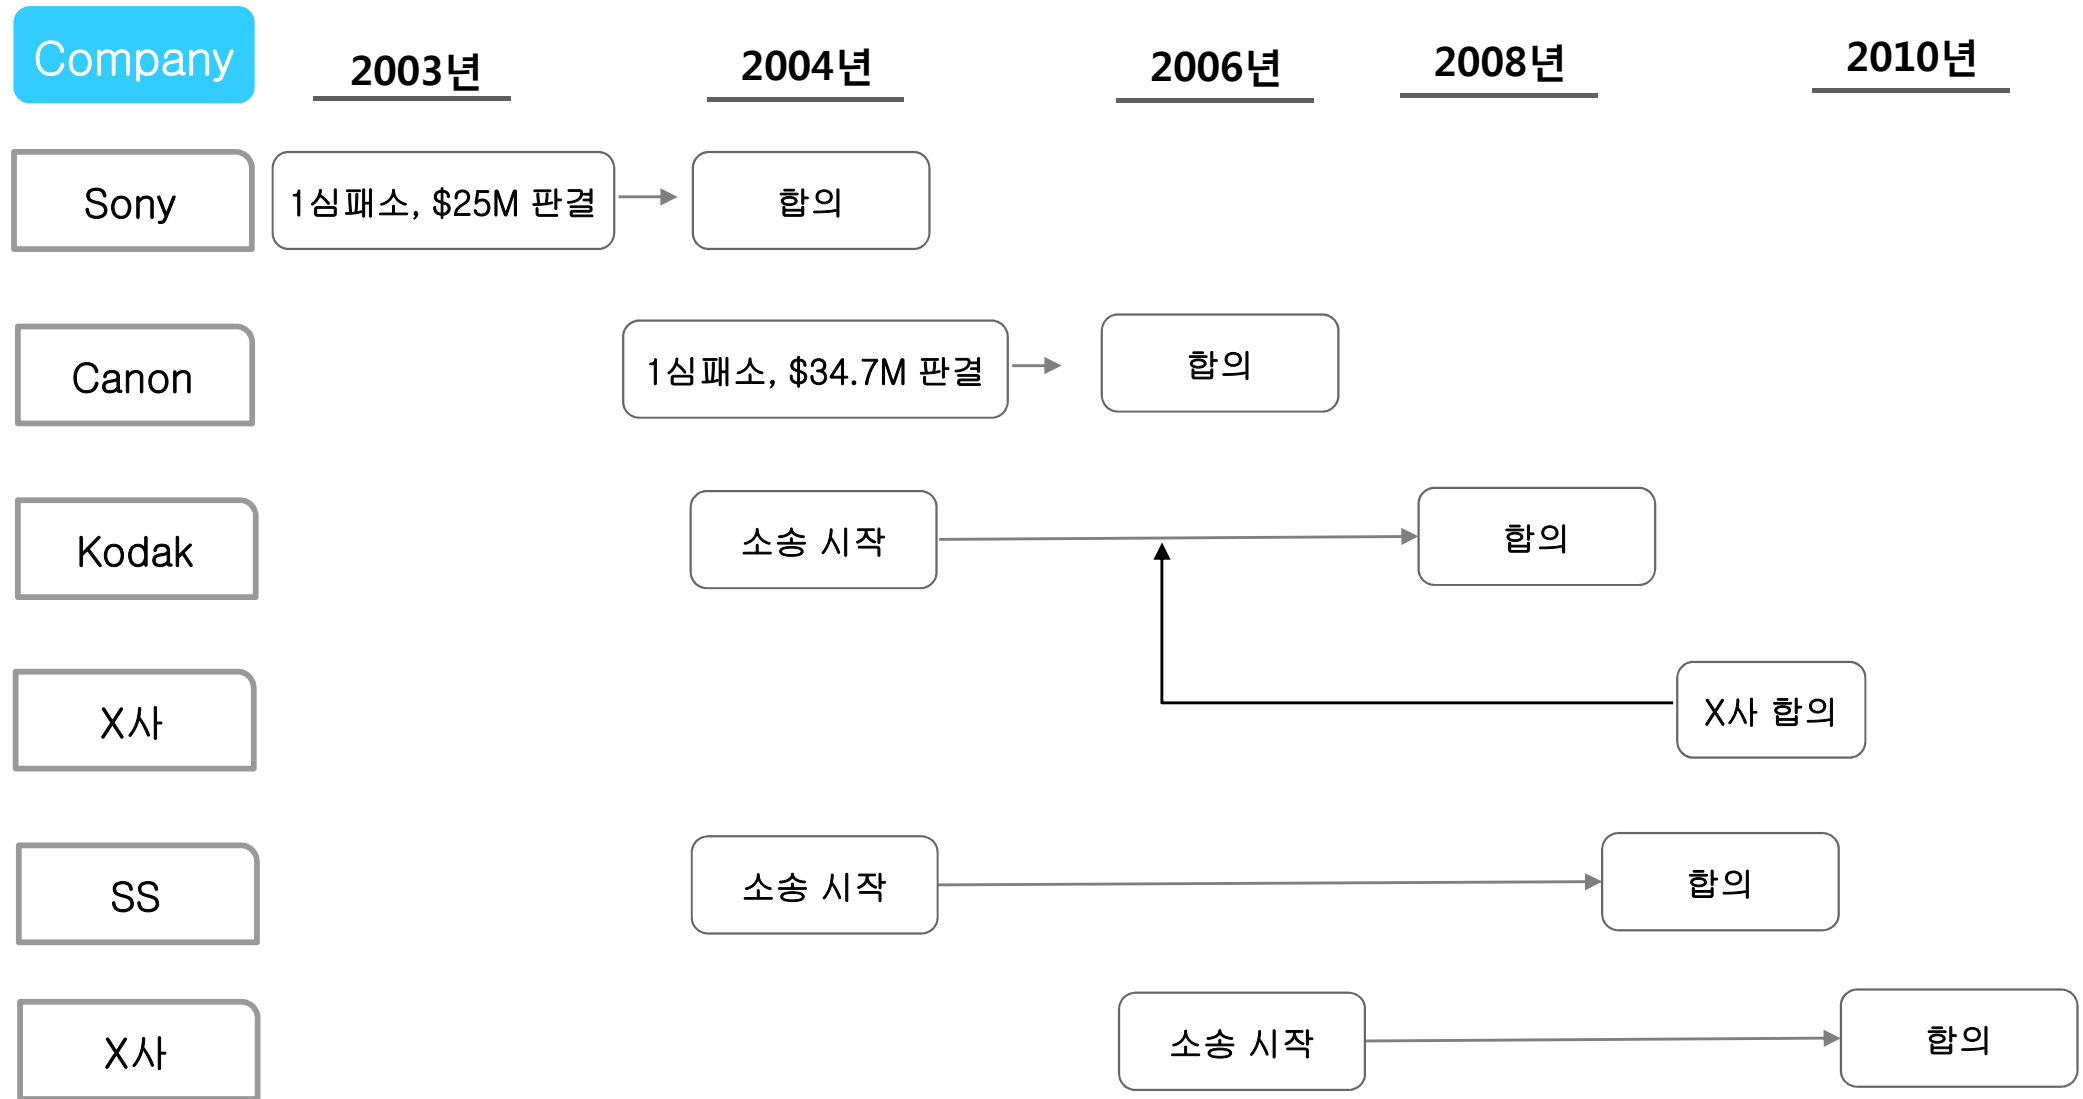 Company
2003년
2004년
2006년
2008년
2010년
Sony
1심패소, $25M 판결
합의
Canon
1심패소, $34.7M 판결
합의
Kodak
소송 시작
합의
X사
X사 합의
SS
소송 시작
합의
X사
소송 시작
합의